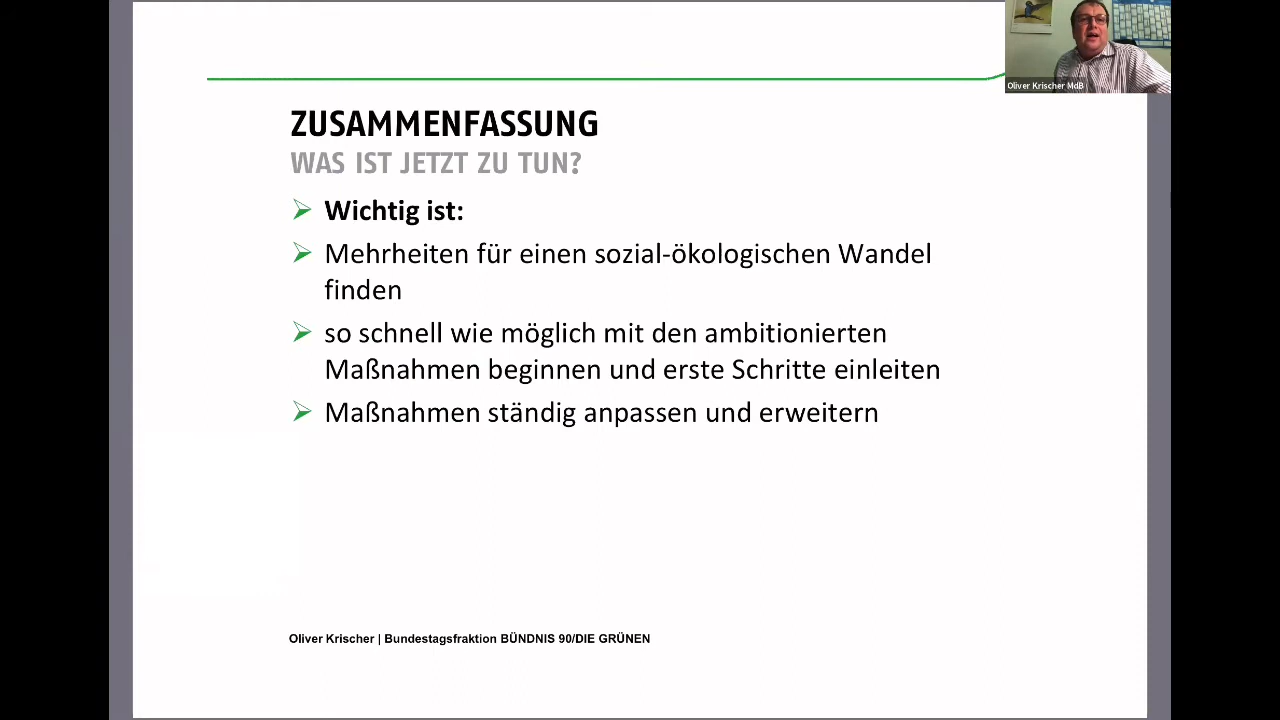 Oliver Krischer MdB
ZUSAMMENFASSUNG
WAS IST JETZT ZU TUN?
Wichtig ist:
Mehrheiten für einen sozial-ökologischen Wandel
finden
so schnell wie möglich mit den ambitionierten
Maßnahmen beginnen und erste Schritte einleiten
Maßnahmen ständig anpassen und erweitern
Oliver Krischer | Bundestagsfraktion BÜNDNIS 90/DIE GRÜNEN